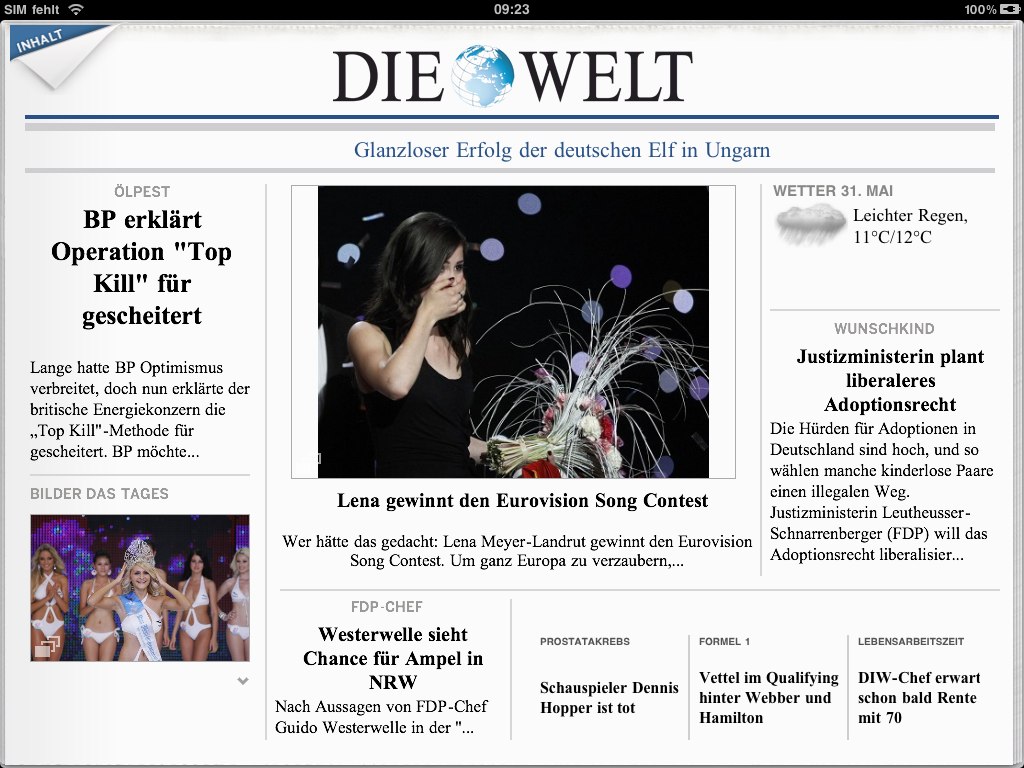 SIM fehlt
09:23
100%
INHALT
DIE WELT
Glanzloser Erfolg der deutschen Elf in Ungarn
ÖLPEST
BP erklärt
Operation "Top
Kill" für
gescheitert
Lange hatte BP Optimismus
verbreitet, doch nun erklärte der
britische Energiekonzern die
„Top Kill"-Methode für
gescheitert. BP möchte...
BILDER DAS TAGES
Lena gewinnt den Eurovision Song Contest
Wer hätte das gedacht: Lena Meyer-Landrut gewinnt den Eurovision
Song Contest. Um ganz Europa zu verzaubern,...
WETTER 31. MAI
Leichter Regen,
11°C/12°C
WUNSCHKIND
Justizministerin plant
liberaleres
Adoptionsrecht
Die Hürden für Adoptionen in
Deutschland sind hoch, und so
wählen manche kinderlose Paare
einen illegalen Weg.
Justizministerin Leutheusser-
Schnarrenberger (FDP) will das
Adoptionsrecht liberalisier...
FDP-CHEF
Westerwelle sieht
Chance für Ampel in
NRW
Nach Aussagen von FDP-Chef
Guido Westerwelle in der "...
PROSTATAKREBS
Schauspieler Dennis
Hopper ist tot
FORMEL 1
Vettel im Qualifying
hinter Webber und
Hamilton
LEBENSARBEITSZEIT
DIW-Chef erwart
schon bald Rente
mit 70